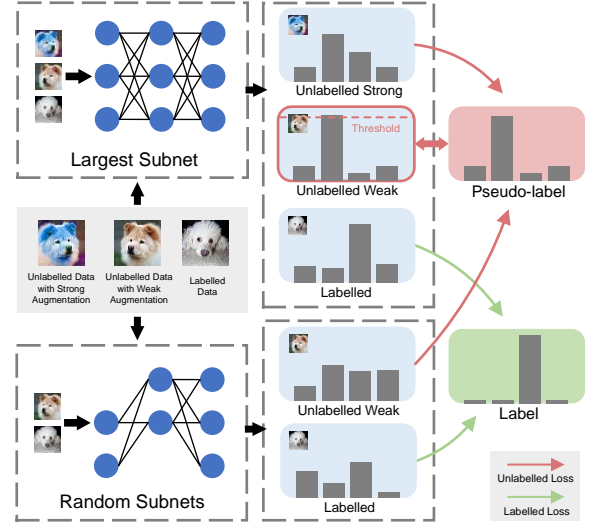 Largest Subnet
Unlabelled Strong
Threshold
Unlabelled Weak
Labelled
Pseudo-label
Unlabelled Data
with Strong
Augmentation
Unlabelled Data
with Weak
Augmentation
Labelled
Data
Random Subnets
Unlabelled Weak
Labelled
Label
Unlabelled Loss
Labelled Loss